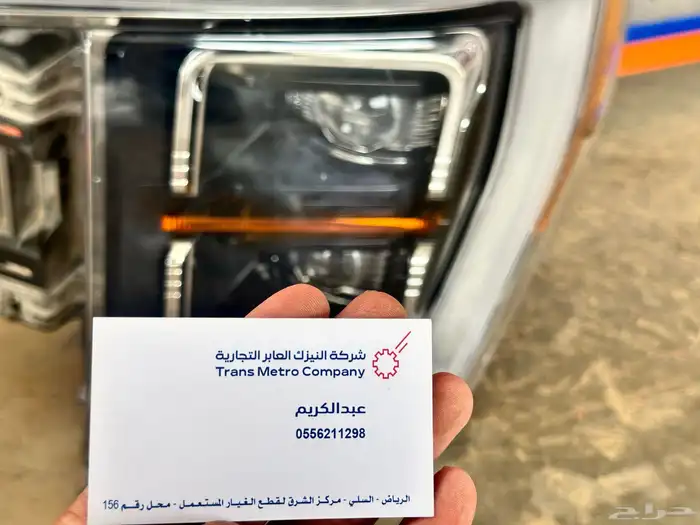 شركة النيزك العابر التجارية
Trans Metro Company
عبدالكريم
0556211298
الرياض - السلي - مركز الشرق لقطع الغيار المستعمل - محل رقم 156
حراج